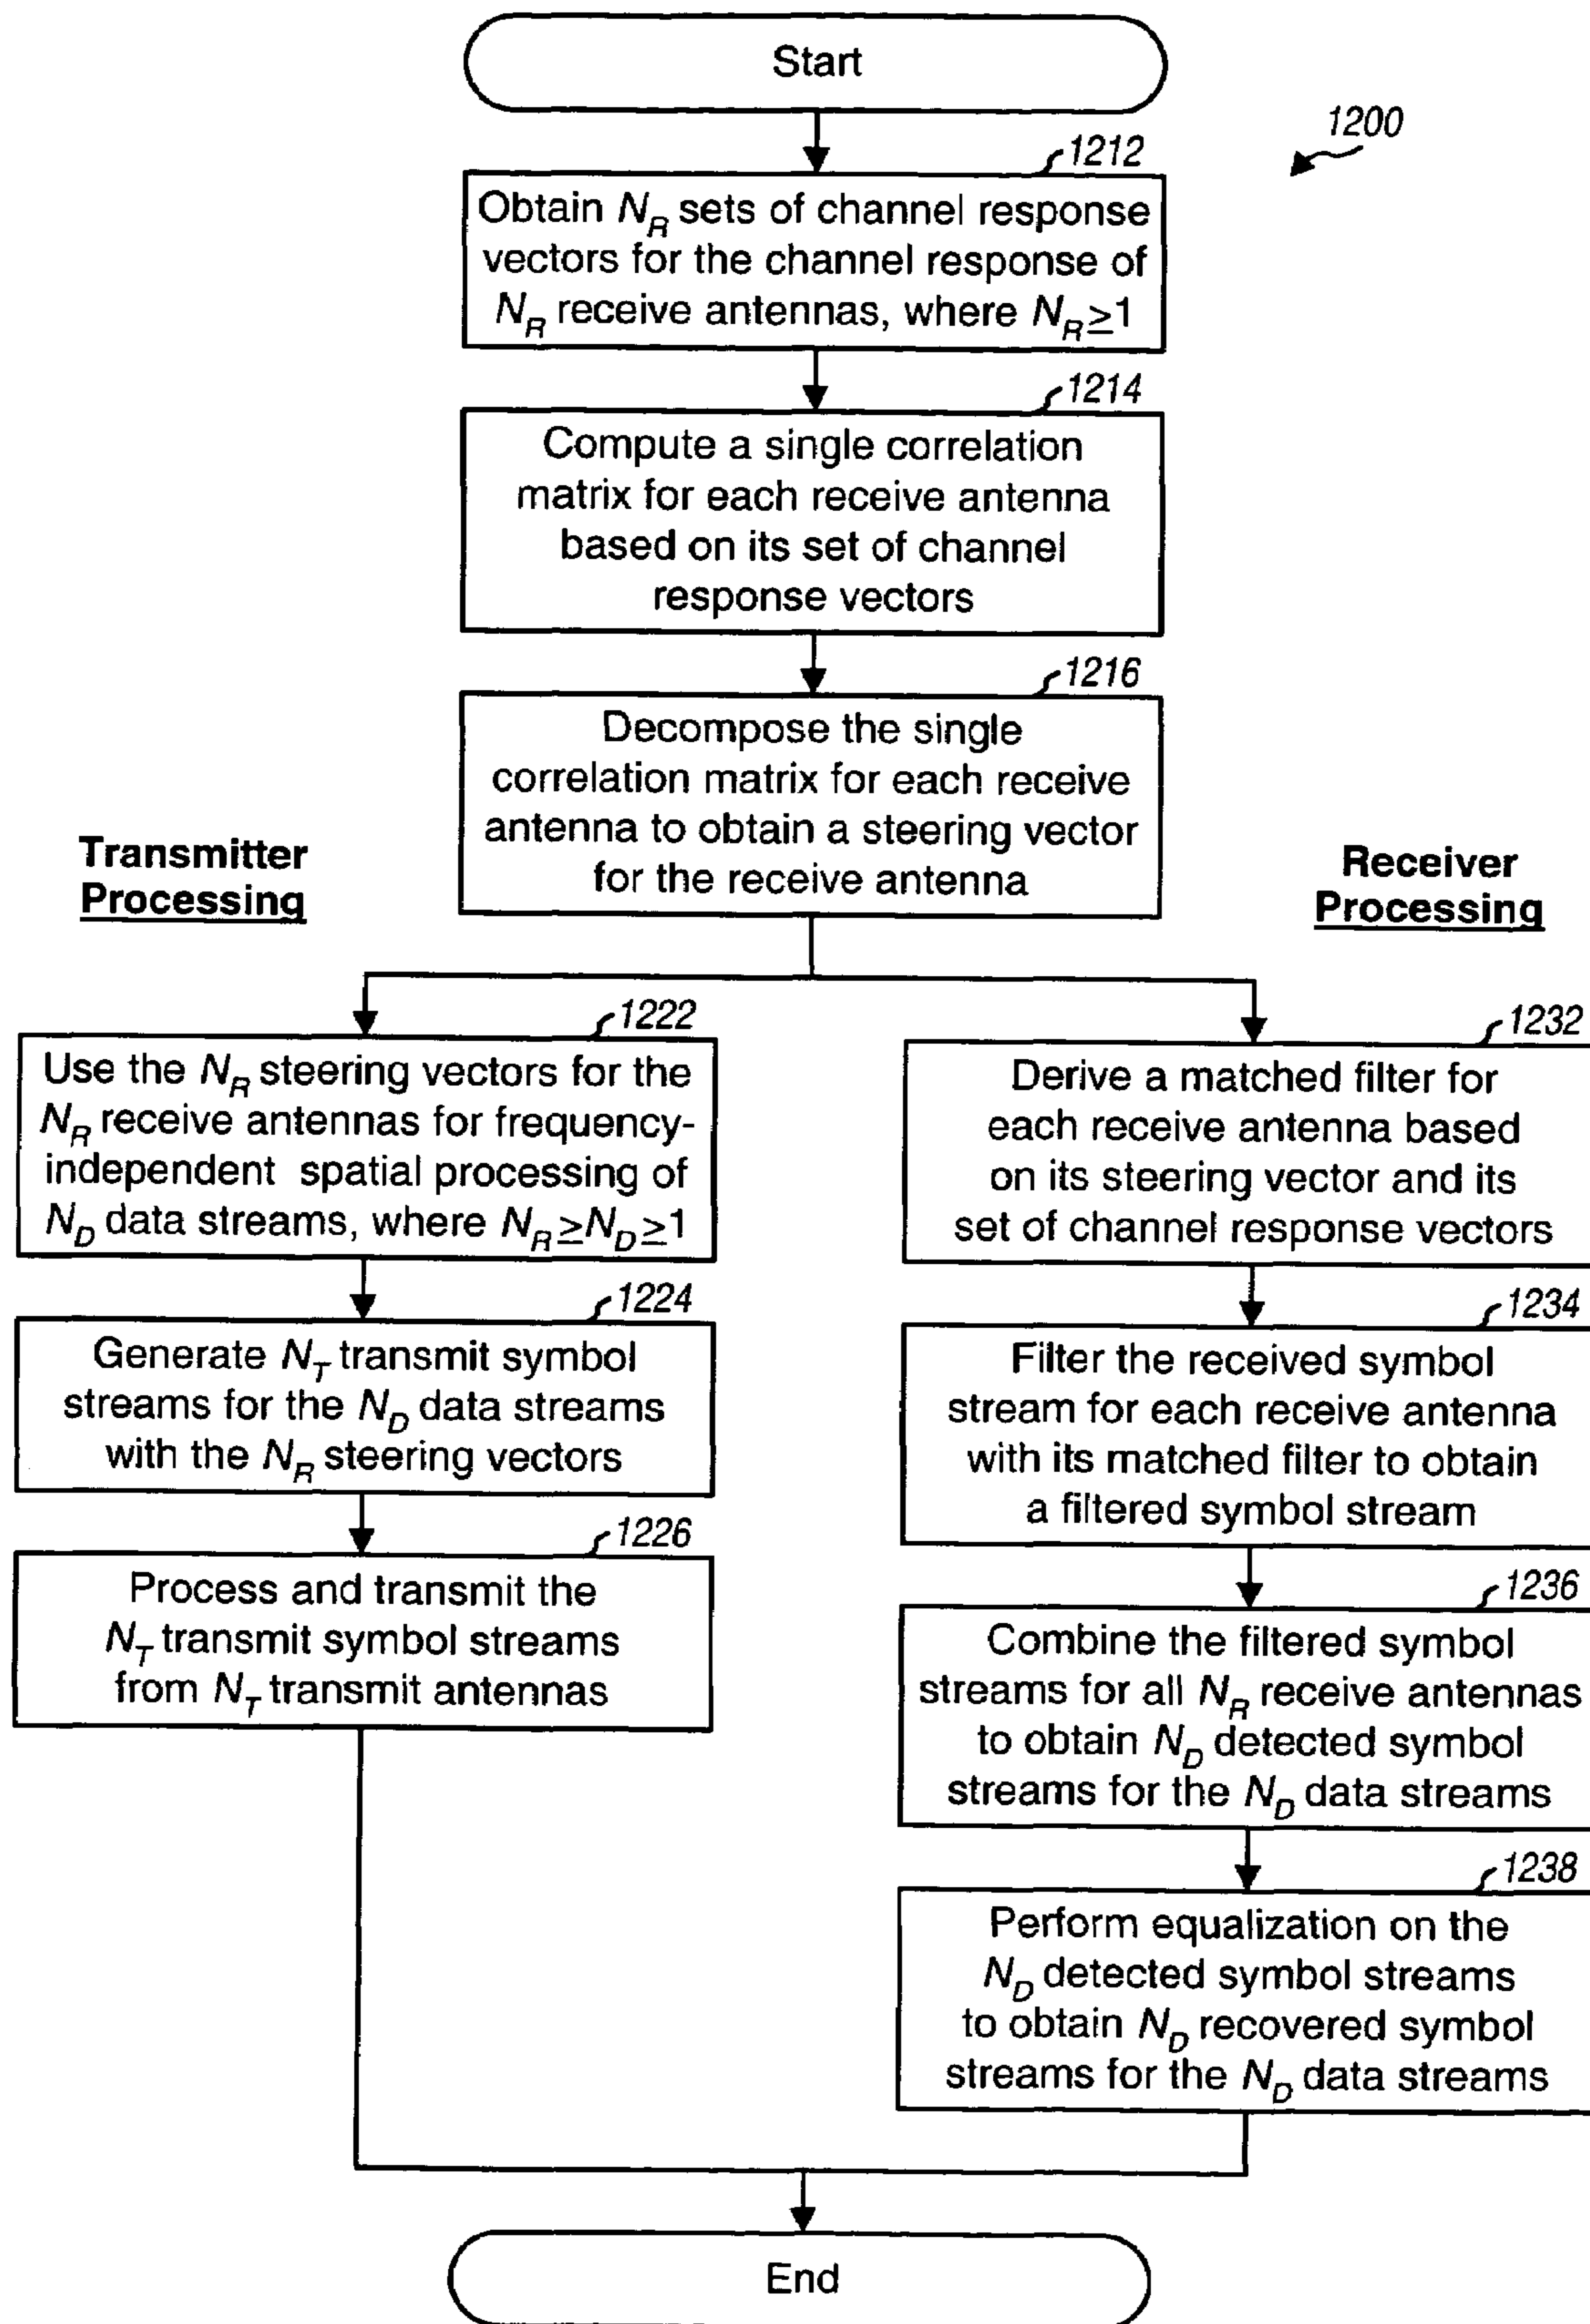 Start
1200
1212
Obtain N_R sets of channel response
vectors for the channel response of
N_R receive antennas, where N_R≥1
1214
Compute a single correlation
matrix for each receive antenna
based on its set of channel
response vectors
1216
Decompose the single
correlation matrix for each receive
antenna to obtain a steering vector
for the receive antenna
Transmitter
Processing
1222
Use the N_R steering vectors for the
N_R receive antennas for frequency-
independent spatial processing of
N_D data streams, where N_R≥N_D≥1
1224
Generate N_T transmit symbol
streams for the N_D data streams
with the N_R steering vectors
1226
Process and transmit the
N_T transmit symbol streams
from N_T transmit antennas
Receiver
Processing
1232
Derive a matched filter for
each receive antenna based
on its steering vector and its
set of channel response vectors
1234
Filter the received symbol
stream for each receive antenna
with its matched filter to obtain
a filtered symbol stream
1236
Combine the filtered symbol
streams for all N_R receive antennas
to obtain N_D detected symbol
streams for the N_D data streams
1238
Perform equalization on the
N_D detected symbol streams
to obtain N_D recovered symbol
streams for the N_D data streams
End